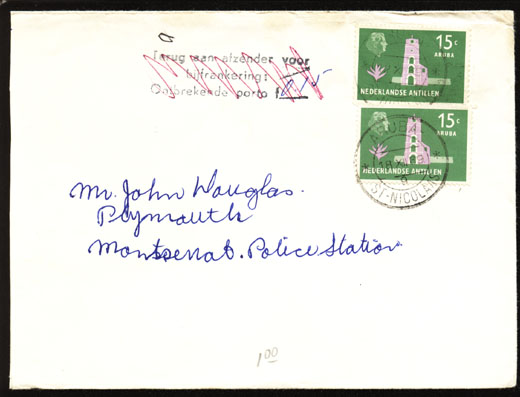 a
Terug aan afzender voor
bijfrankering:
Ontbrekende porto f
15c
ARUBA
NEDERLANDSE ANTILLEN
15c
ARUBA
NEDERLANDSE ANTILLEN
ARUBA
ST-NICOLAAS
Mr. John Douglas.
Plymouth
Montserrat. Police Station.
1.00